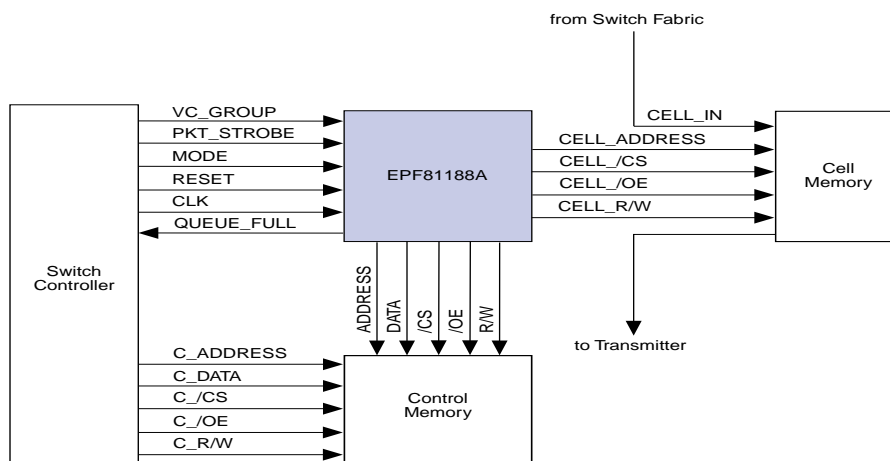 from Switch Fabric
VC_GROUP
PKT_STROBE
MODE
RESET
CLK
QUEUE_FULL
EPF81188A
CELL_IN
CELL_ADDRESS
CELL_/CS
CELL_/OE
CELL_R/W
Cell
Memory
Switch
Controller
ADDRESS
DATA
/CS
/OE
R/W
to Transmitter
C_ADDRESS
C_DATA
C_/CS
C_/OE
C_R/W
Control
Memory